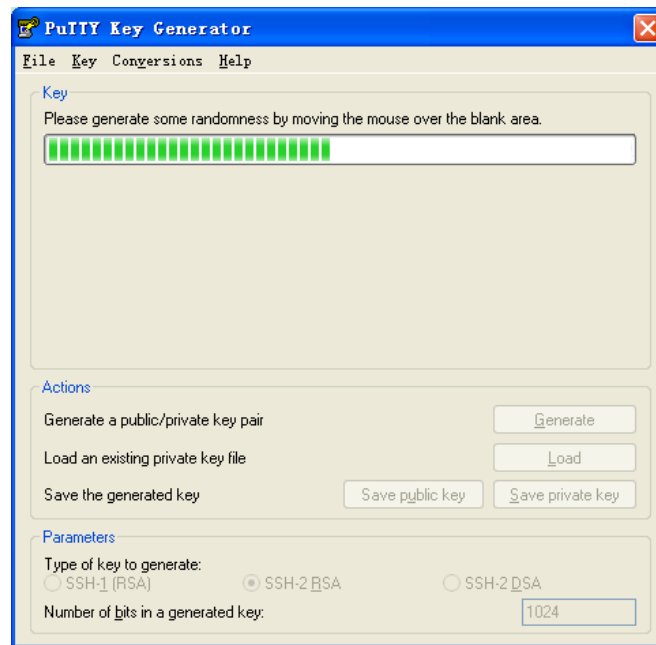 PuTTY Key Generator
File Key Conversions Help
Key
Please generate some randomness by moving the mouse over the blank area.
Actions
Generate a public/private key pair Generate
Load an existing private key file Load
Save the generated key Save public key Save private key
Parameters
Type of key to generate:
SSH-1 (RSA) SSH-2 RSA SSH-2 DSA
Number of bits in a generated key: 1024